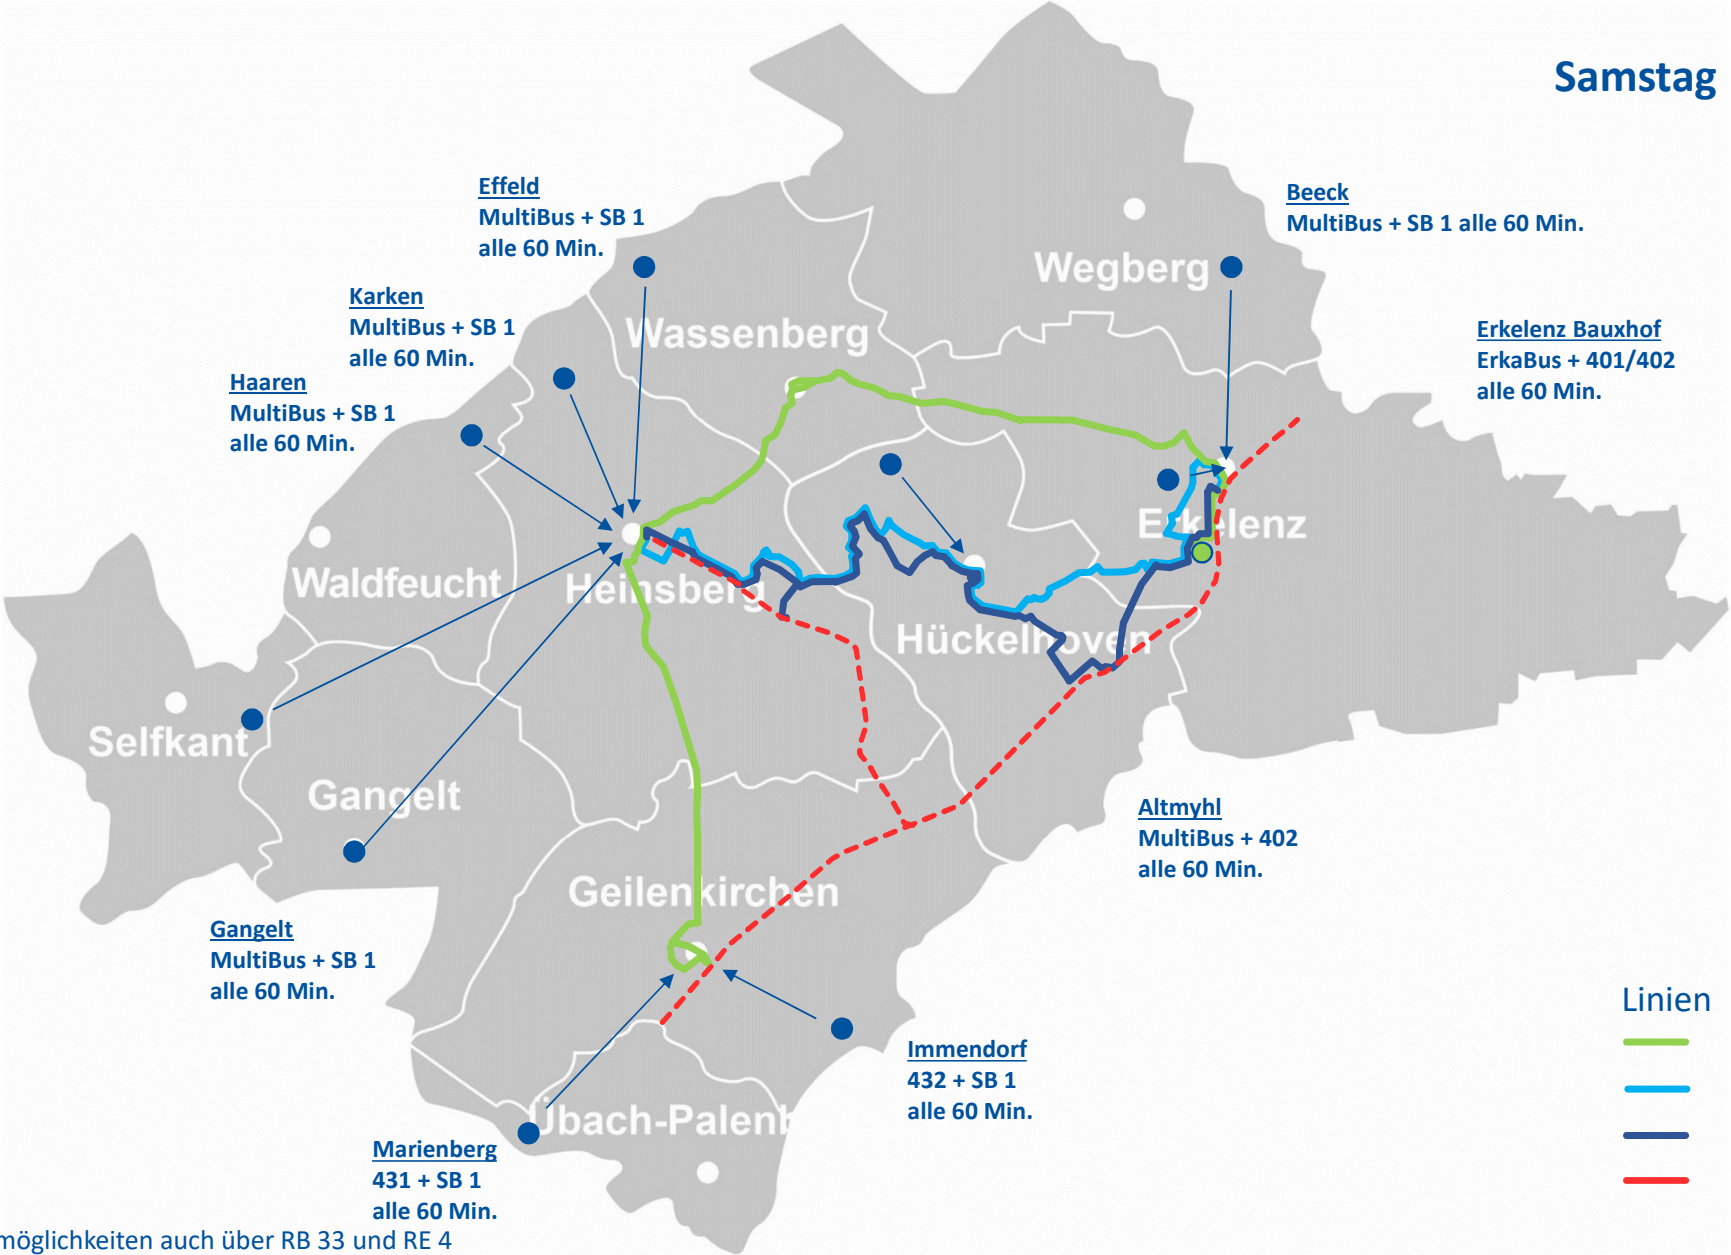 Samstag
Effeld
MultiBus + SB 1
alle 60 Min.
Beeck
MultiBus + SB 1 alle 60 Min.
Wegberg
Karken
MultiBus + SB 1
alle 60 Min.
Wassenberg
Erkelenz Bauxhof
ErkaBus + 401/402
alle 60 Min.
Haaren
MultiBus + SB 1
alle 60 Min.
Erkelenz
Waldfeucht
Heinsberg
Hückelhoven
Selfkant
Gangelt
Altmyhl
MultiBus + 402
alle 60 Min.
Geilenkirchen
Gangelt
MultiBus + SB 1
alle 60 Min.
Linien
Immendorf
432 + SB 1
alle 60 Min.
Übach-Palenb
Marienberg
431 + SB 1
alle 60 Min.
möglichkeiten auch über RB 33 und RE 4